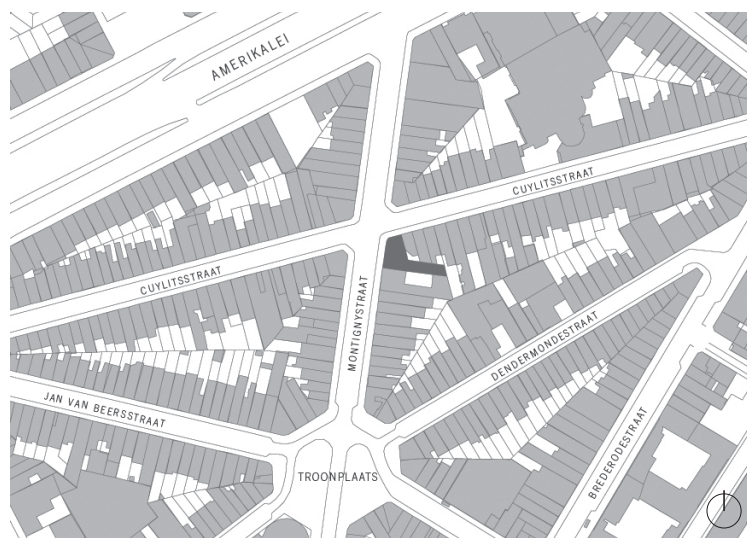 AMERIKALEI
CUYLITSSTRAAT
CUYLITSSTRAAT
MONTIGNYSTRAAT
DENDERMONDESTRAAT
JAN VAN BEERSSTRAAT
BREDERODESTRAAT
TROONPLAATS